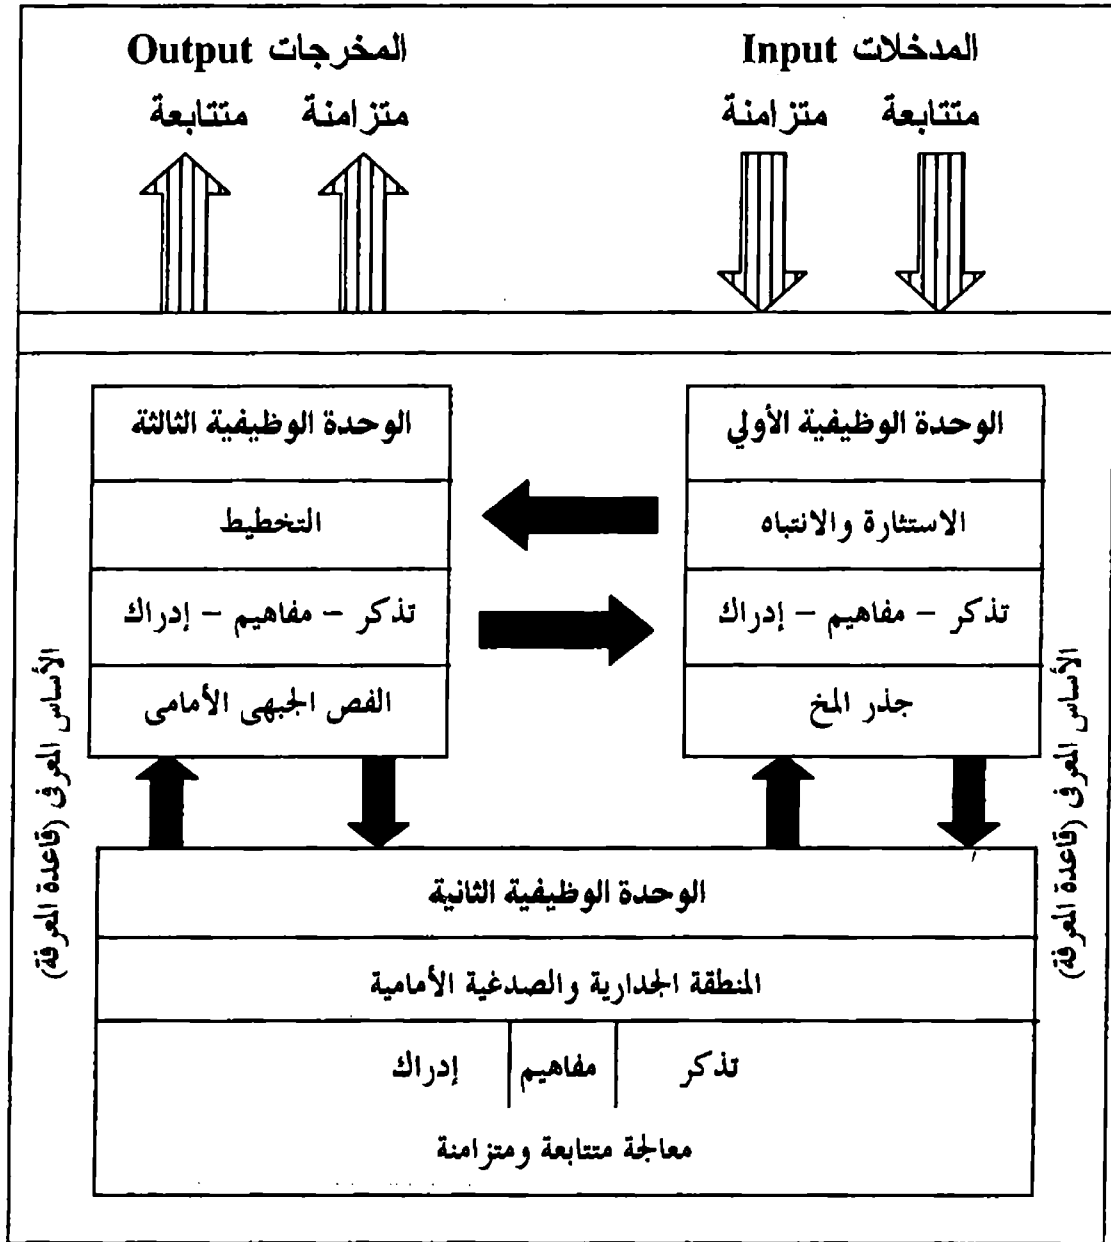 المدخلات Input
المخرجات Output
متتابعة
متزامنة
متزامنة
متتابعة
الوحدة الوظيفية الأولي
الاستثارة والانتباه
تذكر – مفاهيم – إدراك
جذر المخ
الوحدة الوظيفية الثالثة
التخطيط
تذكر – مفاهيم – إدراك
الفص الجبهى الأمامى
الأساس المعرفى (قاعدة المعرفة)
الأساس المعرفى (قاعدة المعرفة)
الوحدة الوظيفية الثانية
المنطقة الجدارية والصدغية الأمامية
تذكر
مفاهيم
إدراك
معالجة متتابعة ومتزامنة